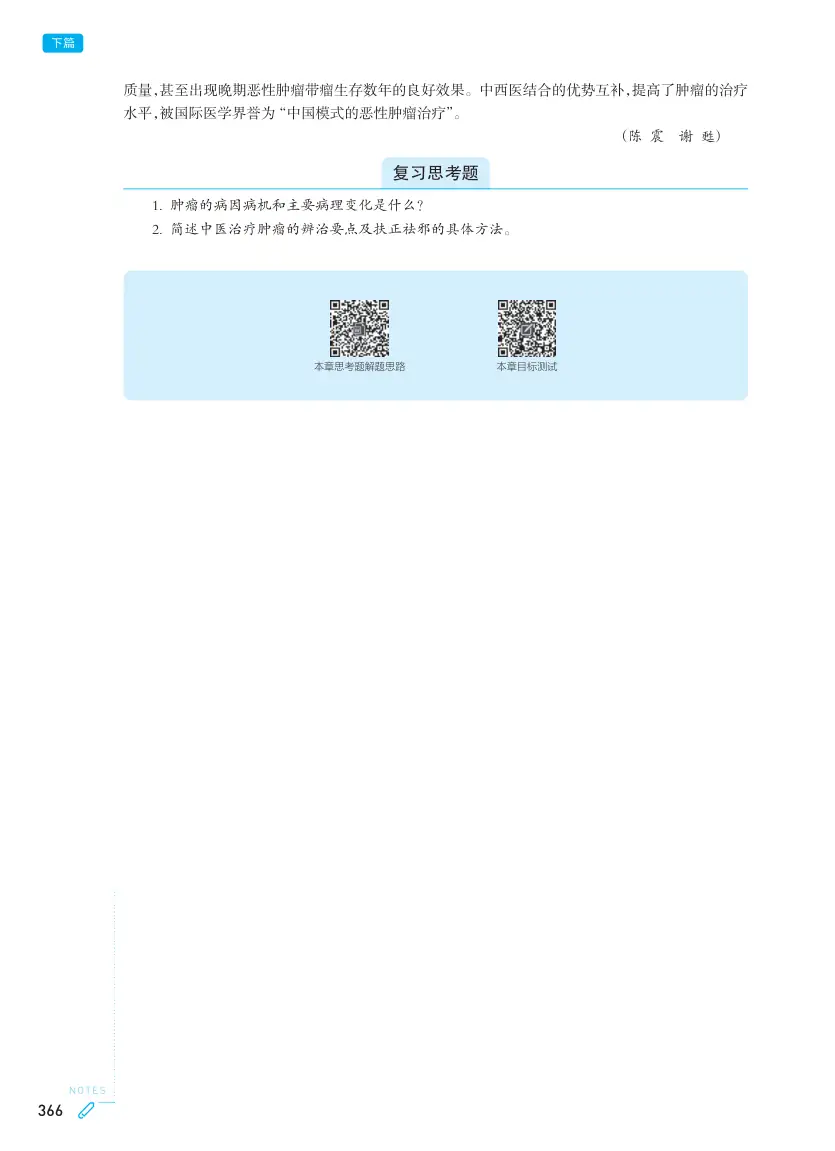 下篇
质量,甚至出现晚期恶性肿瘤带瘤生存数年的良好效果。中西医结合的优势互补,提高了肿瘤的治疗
水平,被国际医学界誉为“中国模式的恶性肿瘤治疗”。
(陈 震 谢 甦)
复习思考题
1. 肿瘤的病因病机和主要病理变化是什么?
2. 简述中医治疗肿瘤的辨治要点及扶正祛邪的具体方法。
本章思考题解题思路
本章目标测试
NOTES
366